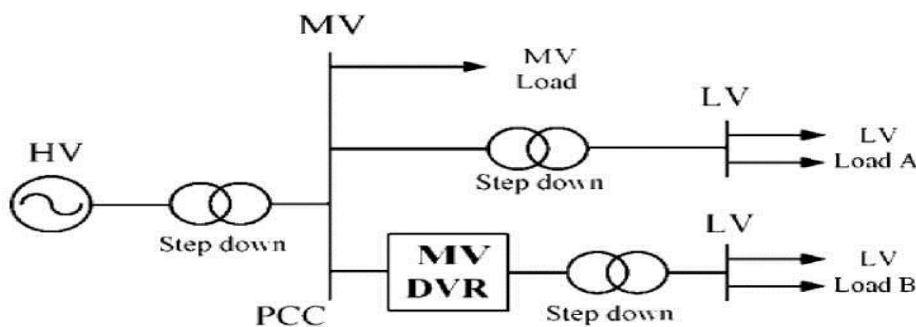 MV
MV
Load
LV
LV
Load A
HV
Step down
Step down
MV
DVR
LV
LV
Load B
Step down
PCC